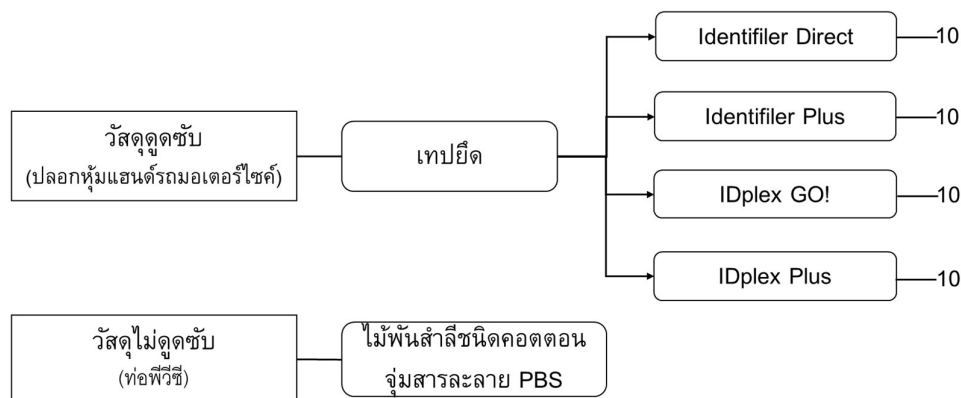 Identifiler Direct 10
วัสดุดูดซับ
(ปลอกหุ้มแฮนด์รถมอเตอร์ไซค์)
เทปยึด
Identifiler Plus 10
IDplex GO! 10
IDplex Plus 10
วัสดุไม่ดูดซับ
(ท่อพีวีซี)
ไม้พันสำลีชนิดคอตตอน
จุ่มสารละลาย PBS